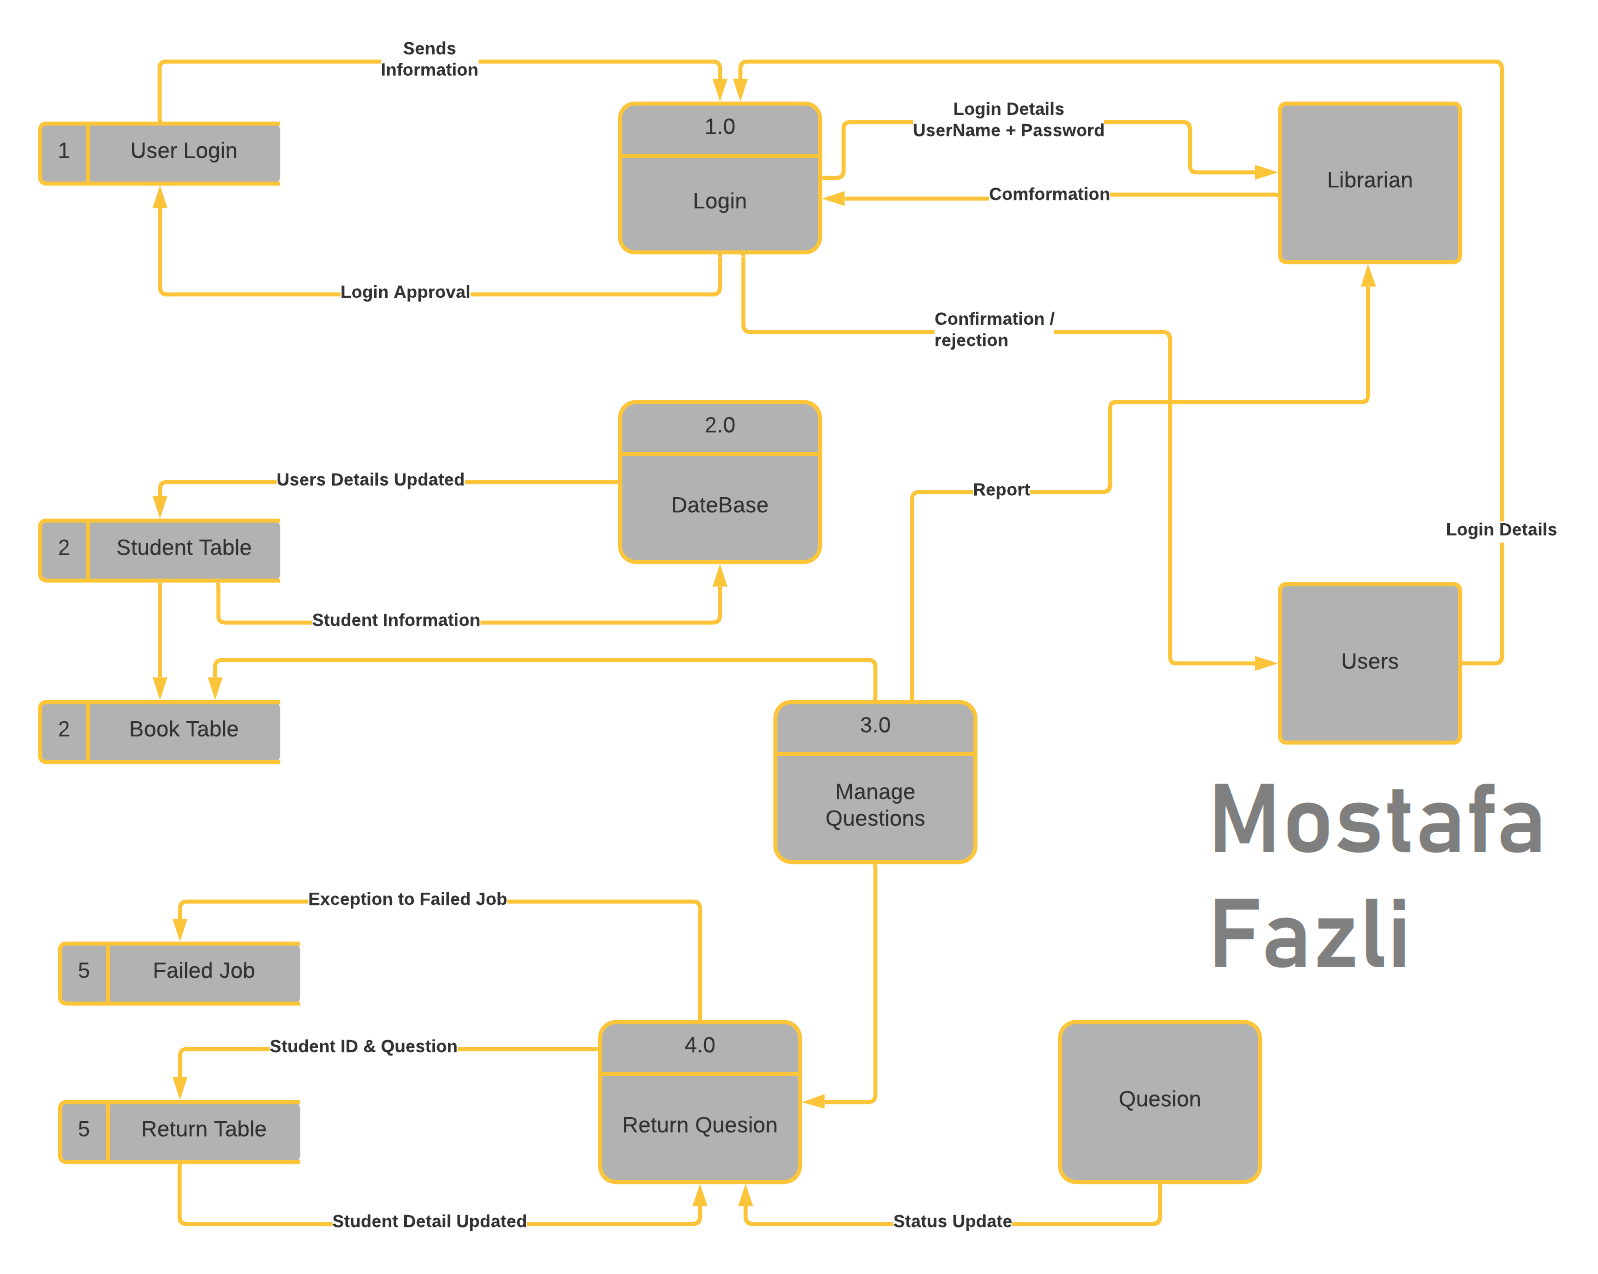 Sends
Information
1.0
Login Details
UserName + Password
1
User Login
Librarian
Login
Comformation
Login Approval
Confirmation /
rejection
2.0
Users Details Updated
Report
DateBase
Login Details
2
Student Table
Student Information
Users
2
Book Table
3.0
Manage
Questions
Mostafa
Fazli
Exception to Failed Job
5
Failed Job
Student ID & Question
4.0
Quesion
5
Return Table
Return Quesion
Student Detail Updated
Status Update